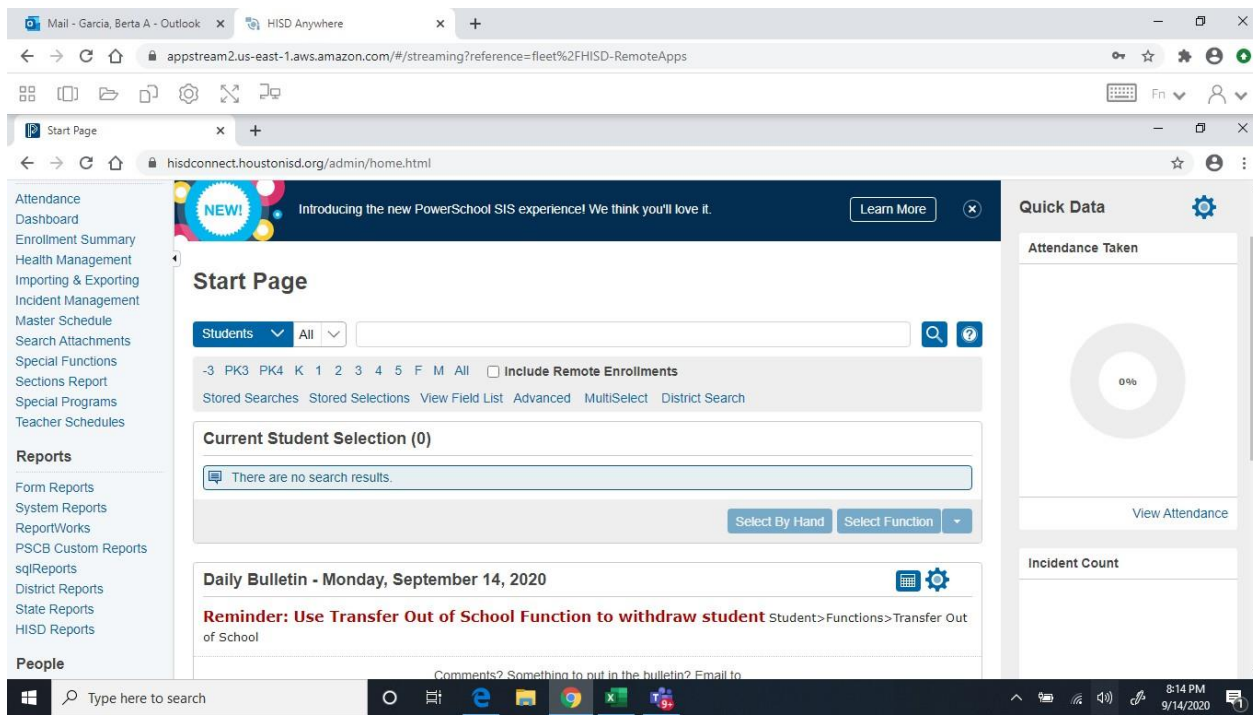 Mail - Garcia, Berta A - Outlook
HISD Anywhere
appstream2.us-east-1.aws.amazon.com/#/streaming?reference=fleet%2FHISD-RemoteApps
Fn
Start Page
hisdconnect.houstonisd.org/admin/home.html
Attendance
Dashboard
Enrollment Summary
Health Management
Importing & Exporting
Incident Management
Master Schedule
Search Attachments
Special Functions
Sections Report
Special Programs
Teacher Schedules
Reports
Form Reports
System Reports
ReportWorks
PSCB Custom Reports
sqlReports
District Reports
State Reports
HISD Reports
People
NEW!
Introducing the new PowerSchool SIS experience! We think you'll love it.
Learn More
Start Page
Students All
-3 PK3 PK4 K 1 2 3 4 5 F M All Include Remote Enrollments
Stored Searches Stored Selections View Field List Advanced MultiSelect District Search
Current Student Selection (0)
There are no search results.
Select By Hand Select Function
Daily Bulletin - Monday, September 14, 2020
Reminder: Use Transfer Out of School Function to withdraw student Student>Functions>Transfer Out
of School
Comments? Something to put in the bulletin? Email to
Quick Data
Attendance Taken
0%
View Attendance
Incident Count
Type here to search
9+
8:14 PM
9/14/2020
1